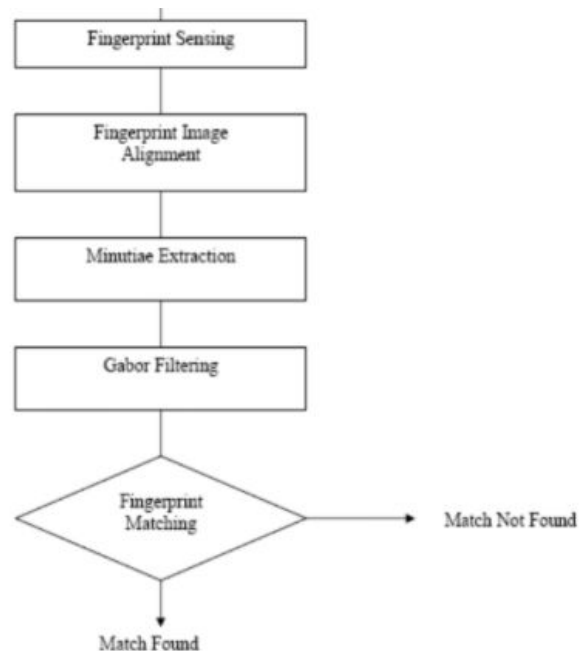 Fingerprint Sensing
Fingerprint Image
Alignment
Minutiae Extraction
Gabor Filtering
Fingerprint
Matching
Match Not Found
Match Found